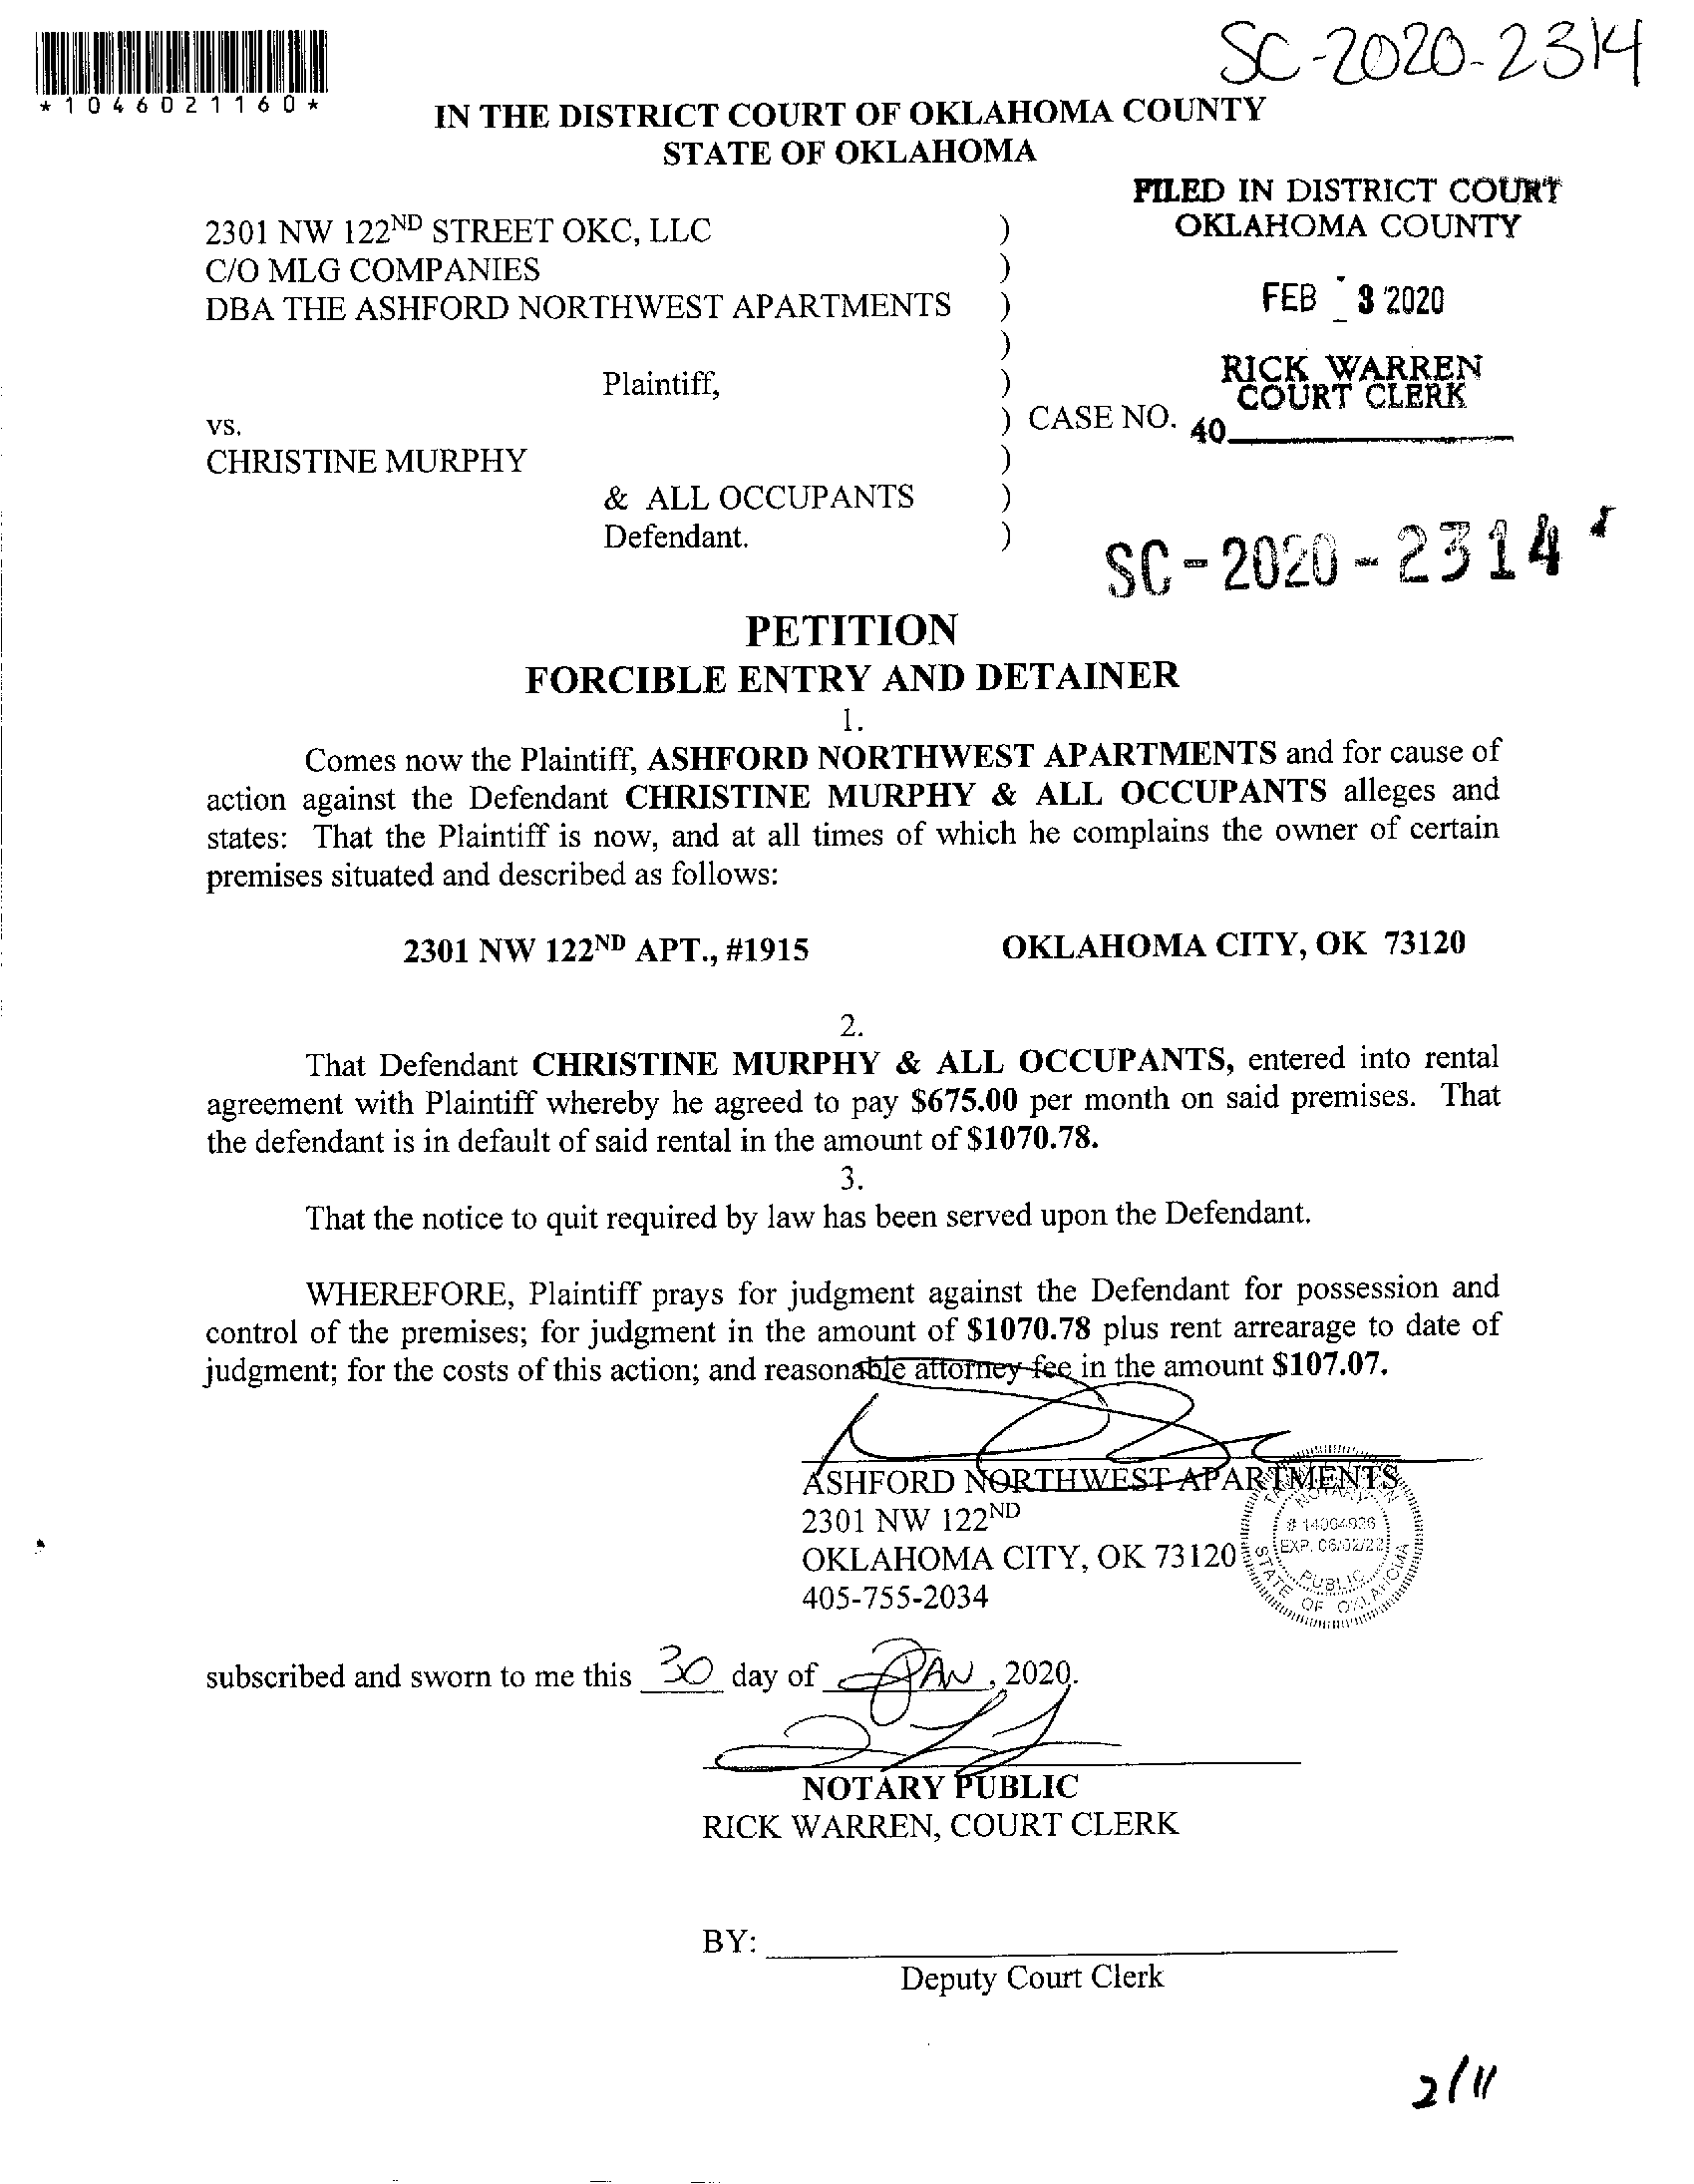 SC-2020-2314
*1046021160*
IN THE DISTRICT COURT OF OKLAHOMA COUNTY
STATE OF OKLAHOMA
FILED IN DISTRICT COURT
OKLAHOMA COUNTY
FEB - 3 2020
RICK WARREN
COURT CLERK
40
2301 NW 122ND STREET OKC, LLC )
C/O MLG COMPANIES )
DBA THE ASHFORD NORTHWEST APARTMENTS )
)
Plaintiff, )
vs. ) CASE NO.
CHRISTINE MURPHY )
& ALL OCCUPANTS )
Defendant. )
SC-2020-2314
PETITION
FORCIBLE ENTRY AND DETAINER
1.
Comes now the Plaintiff, ASHFORD NORTHWEST APARTMENTS and for cause of
action against the Defendant CHRISTINE MURPHY & ALL OCCUPANTS alleges and
states: That the Plaintiff is now, and at all times of which he complains the owner of certain
premises situated and described as follows:
2301 NW 122ND APT., #1915 OKLAHOMA CITY, OK 73120
2.
That Defendant CHRISTINE MURPHY & ALL OCCUPANTS, entered into rental
agreement with Plaintiff whereby he agreed to pay $675.00 per month on said premises. That
the defendant is in default of said rental in the amount of $1070.78.
3.
That the notice to quit required by law has been served upon the Defendant.
WHEREFORE, Plaintiff prays for judgment against the Defendant for possession and
control of the premises; for judgment in the amount of $1070.78 plus rent arrearage to date of
judgment; for the costs of this action; and reasonable attorney fee in the amount $107.07.
ASHFORD NORTHWEST APARTMENTS
2301 NW 122ND
OKLAHOMA CITY, OK 73120
405-755-2034
NOTARY
# 14004936
EXP. 06/02/22
PUBLIC
STATE OF OKLAHOMA
subscribed and sworn to me this 30 day of JAN, 2020.
NOTARY PUBLIC
RICK WARREN, COURT CLERK
BY:
Deputy Court Clerk
2/11